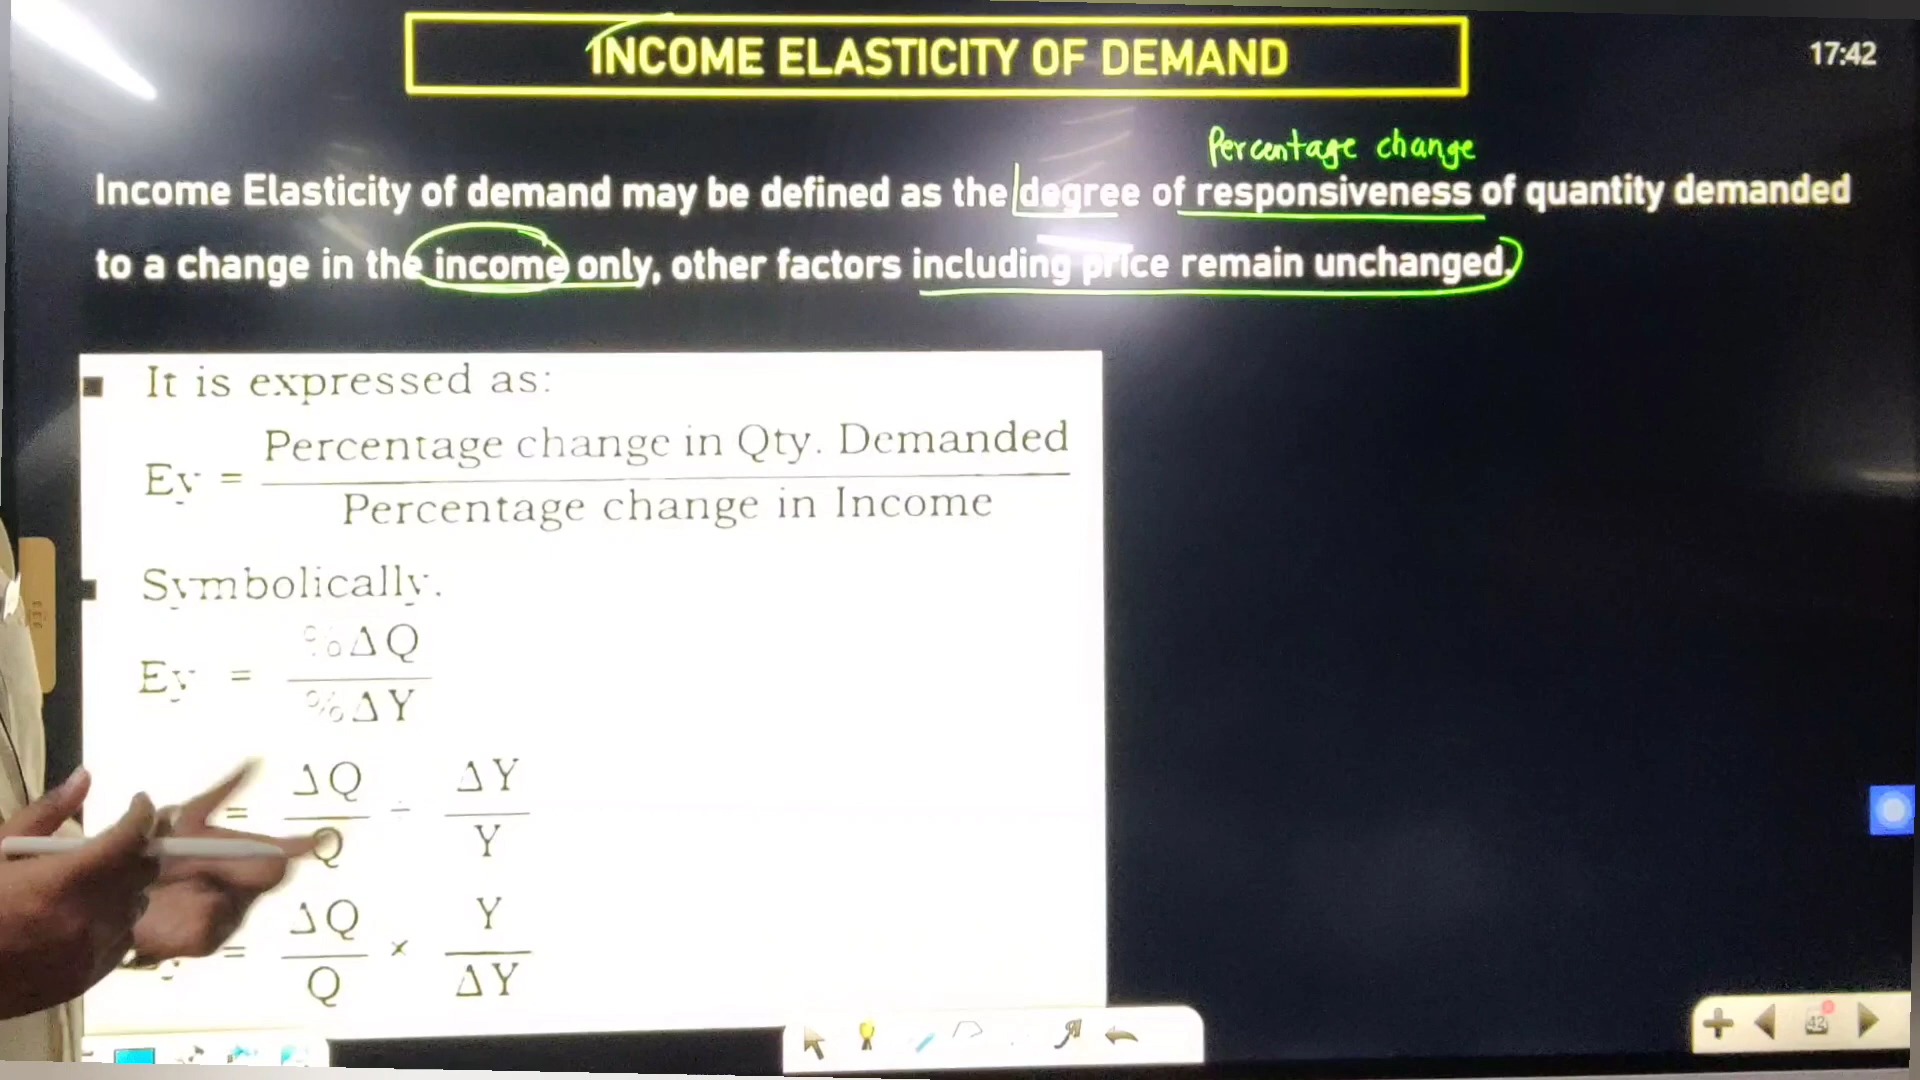 INCOME ELASTICITY OF DEMAND
17:42
Percentage change
Income Elasticity of demand may be defined as the degree of responsiveness of quantity demanded
to a change in the income only, other factors including price remain unchanged.
It is expressed as:
Ey = Percentage change in Qty. Demanded
Percentage change in Income
Symbolically.
Ey = %ΔQ
%ΔY
= ΔQ ÷ ΔY
Q Y
= ΔQ × Y
Q ΔY
42